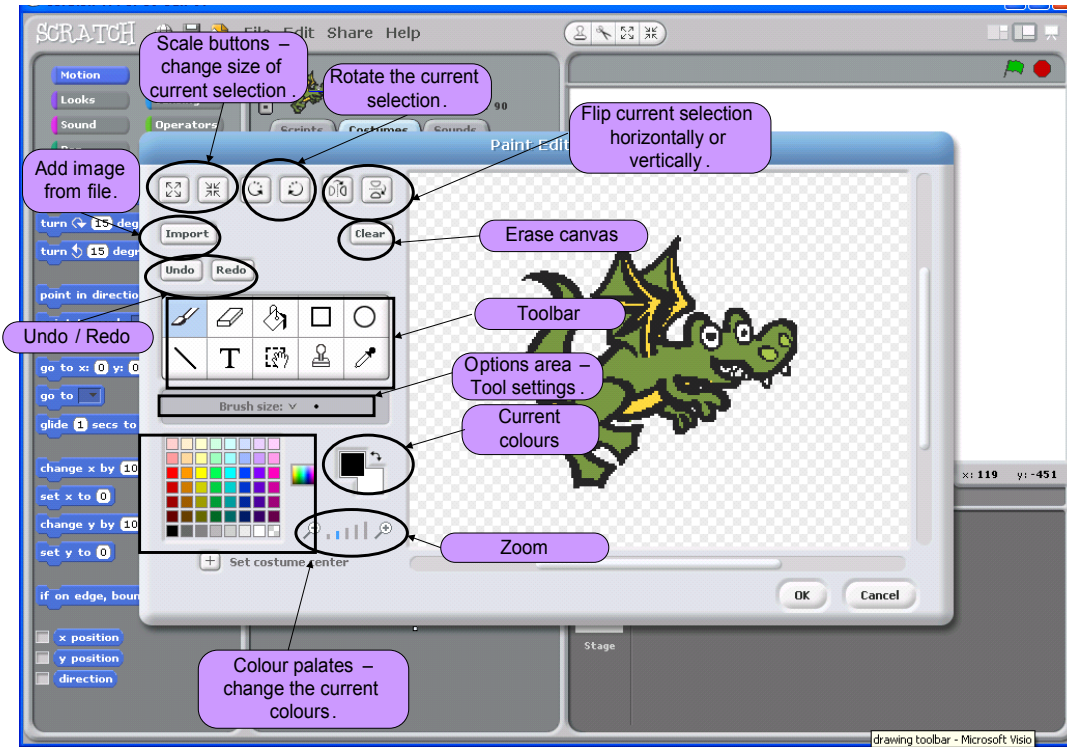 SCRATCH
File Edit Share Help
Scale buttons –
change size of
current selection .
Rotate the current
selection .
Flip current selection
horizontally or
vertically .
Motion
Looks
Sound
Operators
90
Scripts Costumes Sounds
Paint Edit
Add image
from file.
Import
Clear
Erase canvas
Undo Redo
Undo / Redo
T
Toolbar
Options area –
Tool settings .
Brush size:
Current
colours
Zoom
Set costume center
OK Cancel
turn 15 deg
turn 15 degr
point in directio
go to x: 0 y: 0
go to
glide 1 secs to
change x by 10
set x to 0
change y by 10
set y to 0
if on edge, boun
x position
y position
direction
Colour palates –
change the current
colours .
x: 119 y: -451
Stage
drawing toolbar - Microsoft Visio